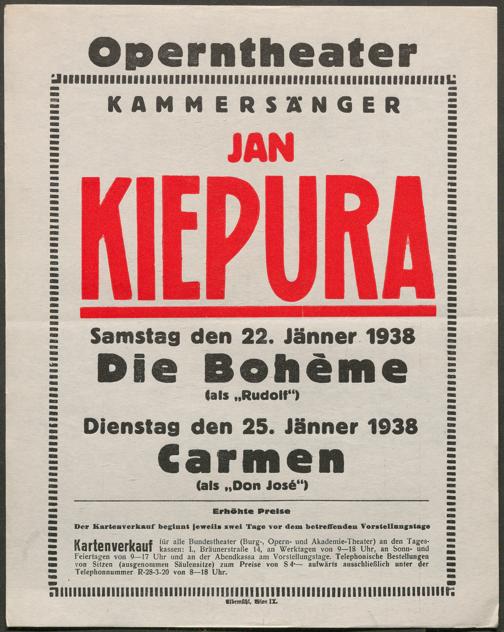 Operntheater
KAMMERSÄNGER
JAN
KIEPURA
Samstag den 22. Jänner 1938
Die Bohème
(als „Rudolf“)
Dienstag den 25. Jänner 1938
Carmen
(als „Don José“)
Erhöhte Preise
Der Kartenverkauf beginnt jeweils zwei Tage vor dem betreffenden Vorstellungstage
Kartenverkauf für alle Bundestheater (Burg-, Opern- und Akademie-Theater) an den Tages-
kassen: I., Bräunerstraße 14, an Werktagen von 9—18 Uhr, an Sonn- und
Feiertagen von 9—17 Uhr und an der Abendkassa am Vorstellungstage. Telephonische Bestellungen
von Sitzen (ausgenommen Säulensitze) zum Preise von S 4·— aufwärts ausschließlich unter der
Telephonnummer R-28-3-20 von 8—18 Uhr.
Elbemühl, Wien IX.